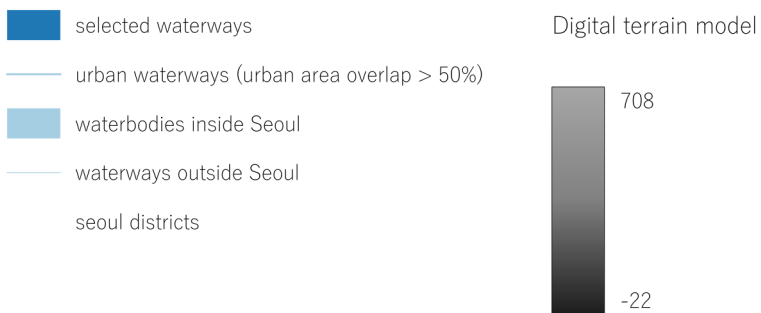 selected waterways
urban waterways (urban area overlap > 50%)
waterbodies inside Seoul
waterways outside Seoul
seoul districts
Digital terrain model
708
-22